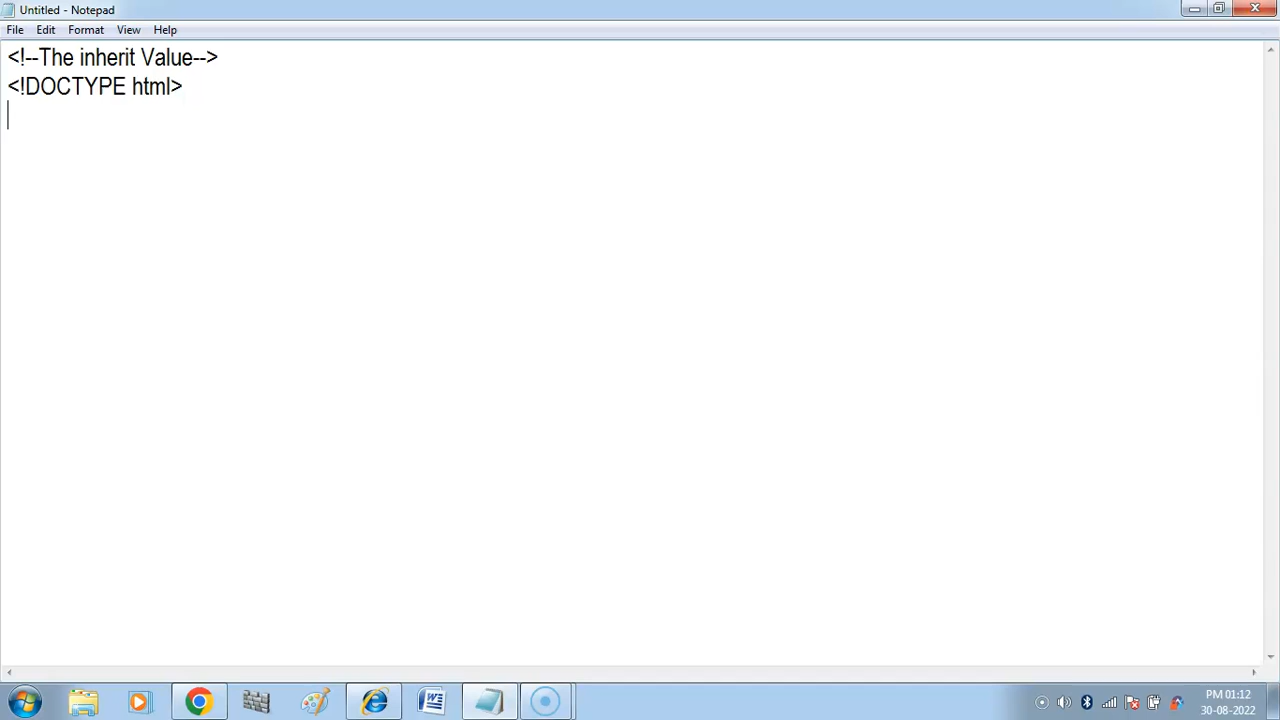 Untitled - Notepad
File Edit Format View Help
<!--The inherit Value-->
<!DOCTYPE html>
PM 01:12
30-08-2022